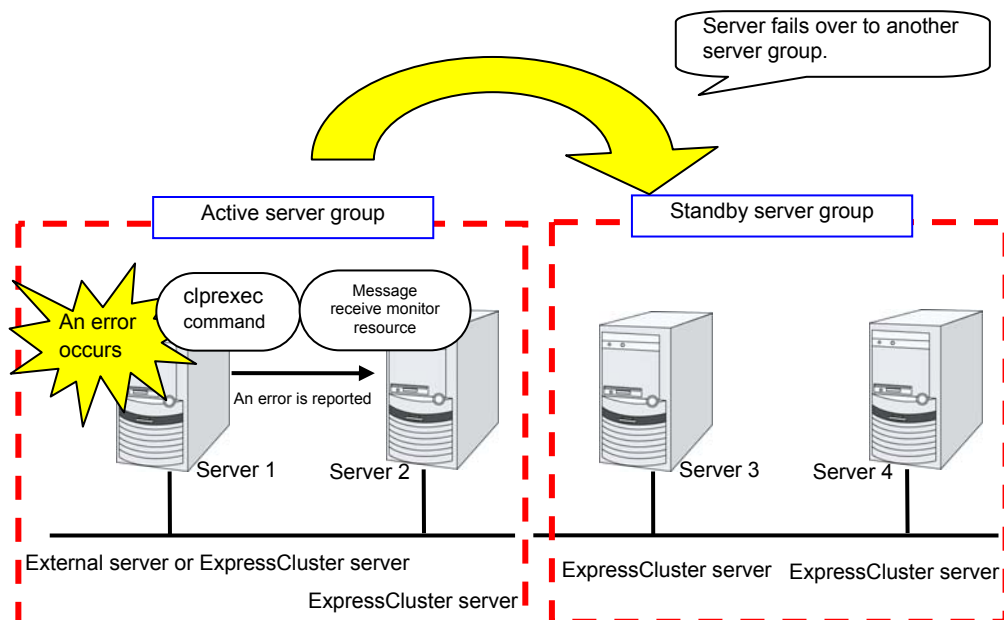 Server fails over to another
server group.
Active server group
Standby server group
An error
occurs
clprexec
command
Message
receive monitor
resource
An error is reported
Server 1
Server 2
Server 3
Server 4
External server or ExpressCluster server
ExpressCluster server
ExpressCluster server
ExpressCluster server